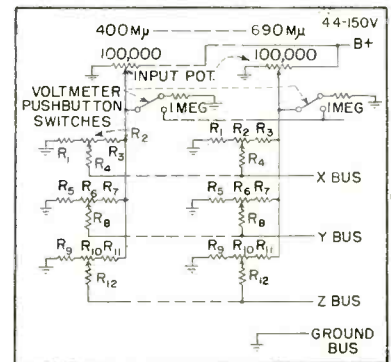 44-150V
400Mμ 690Mμ B+
100,000 100,000
INPUT POT.
VOLTMETER
PUSHBUTTON
SWITCHES
1MEG 1MEG
R1 R2 R3 R1 R2 R3
R4 R4
X BUS
R5 R6 R7 R5 R6 R7
R8 R8
Y BUS
R9 R10 R11 R9 R10 R11
R12 R12
Z BUS
GROUND
BUS